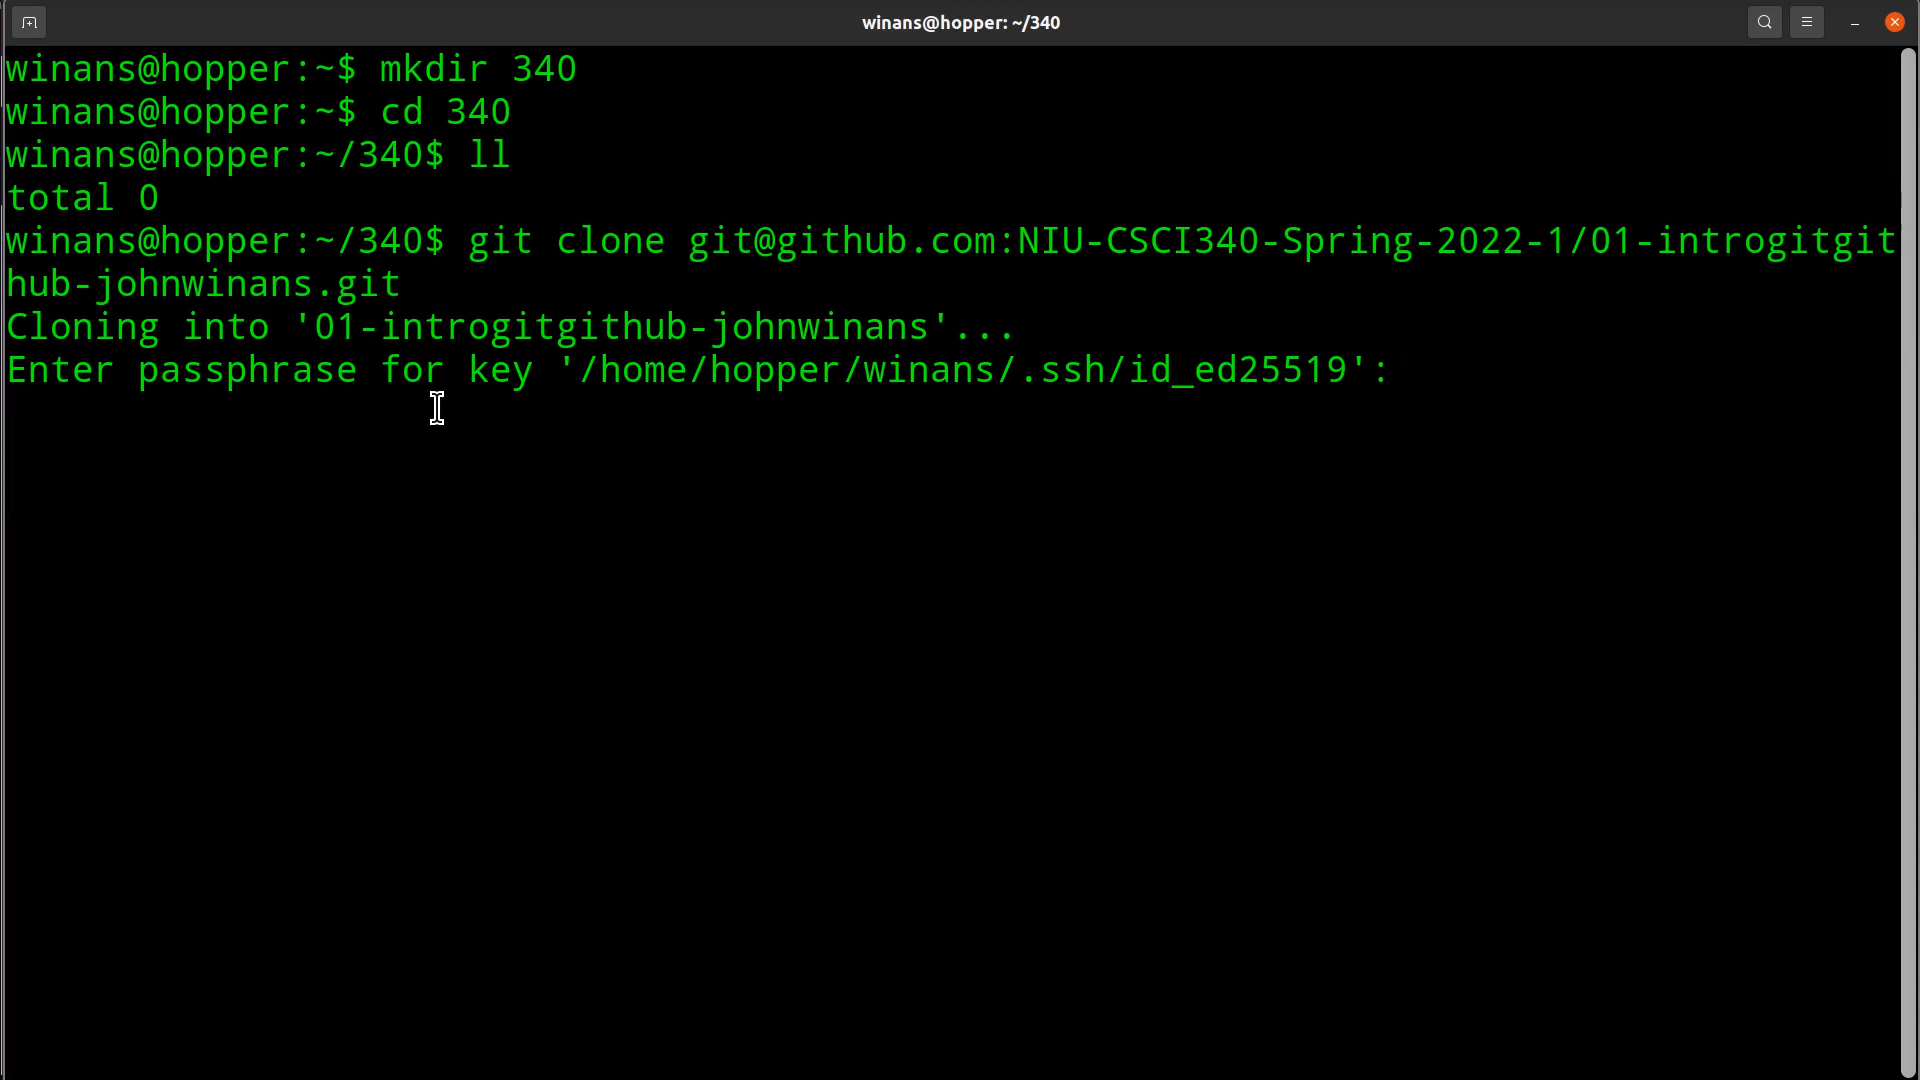 winans@hopper: ~/340
winans@hopper:~$ mkdir 340
winans@hopper:~$ cd 340
winans@hopper:~/340$ ll
total 0
winans@hopper:~/340$ git clone git@github.com:NIU-CSCI340-Spring-2022-1/01-introgitgit
hub-johnwinans.git
Cloning into '01-introgitgithub-johnwinans'...
Enter passphrase for key '/home/hopper/winans/.ssh/id_ed25519':